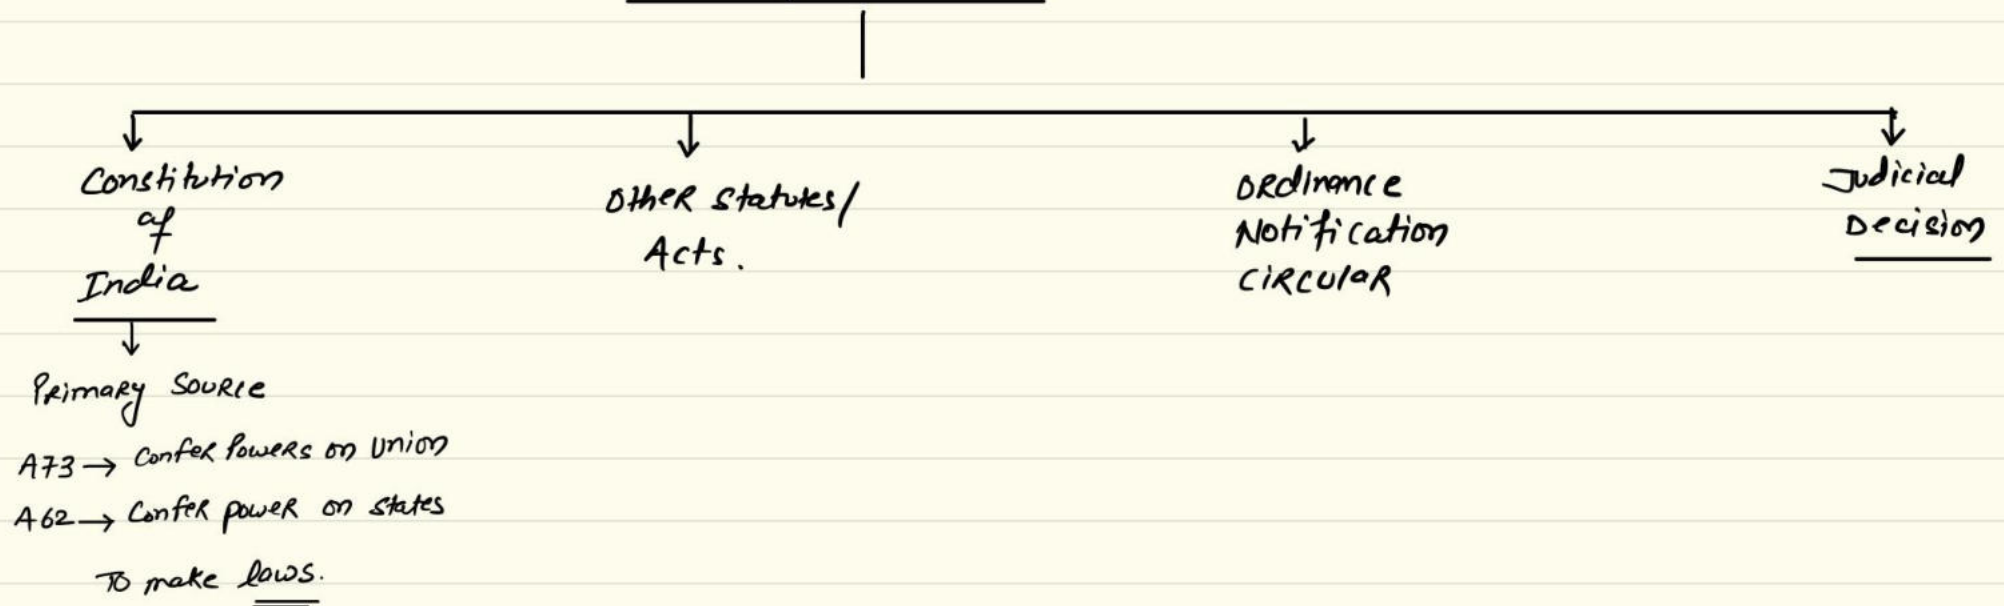 Constitution
of
India
Other Statutes/
Acts.
Ordinance
Notification
Circular
Judicial
Decision
Primary Source
A73 → Confer Powers on Union
A62 → Confer power on states
To make laws.